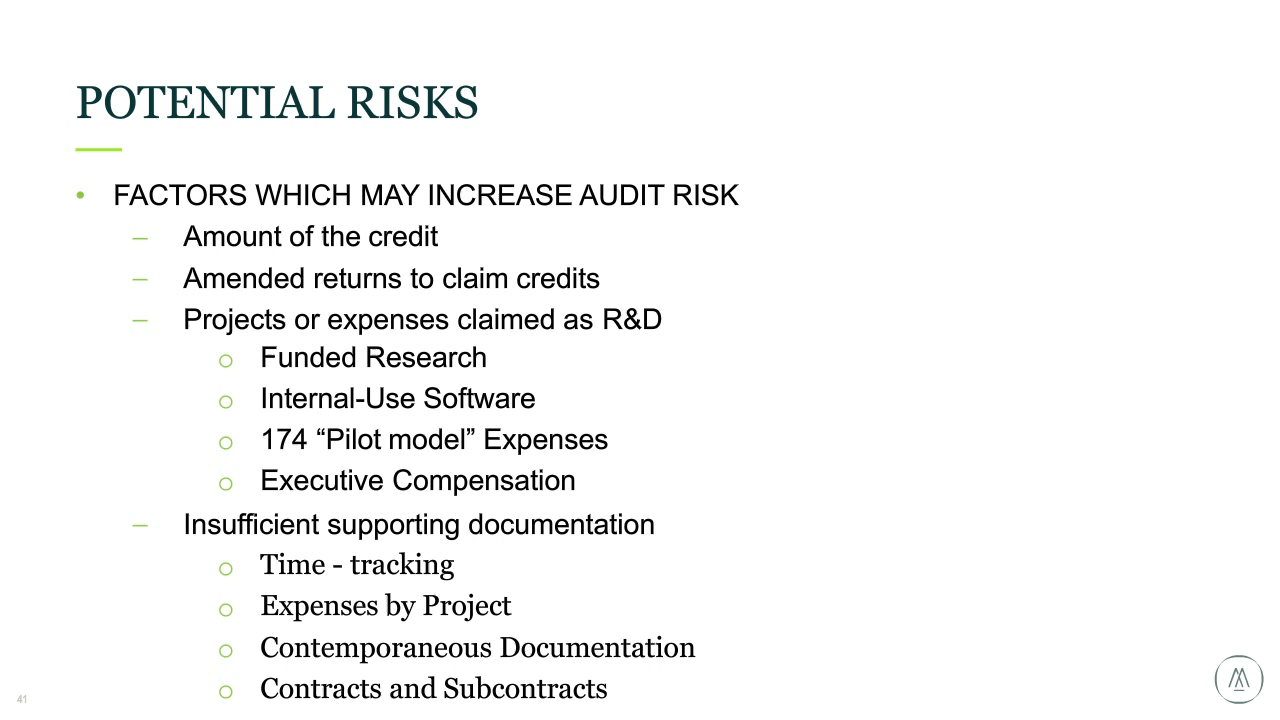 POTENTIAL RISKS
• FACTORS WHICH MAY INCREASE AUDIT RISK
– Amount of the credit
– Amended returns to claim credits
– Projects or expenses claimed as R&D
o Funded Research
o Internal-Use Software
o 174 “Pilot model” Expenses
o Executive Compensation
– Insufficient supporting documentation
o Time - tracking
o Expenses by Project
o Contemporaneous Documentation
o Contracts and Subcontracts
41